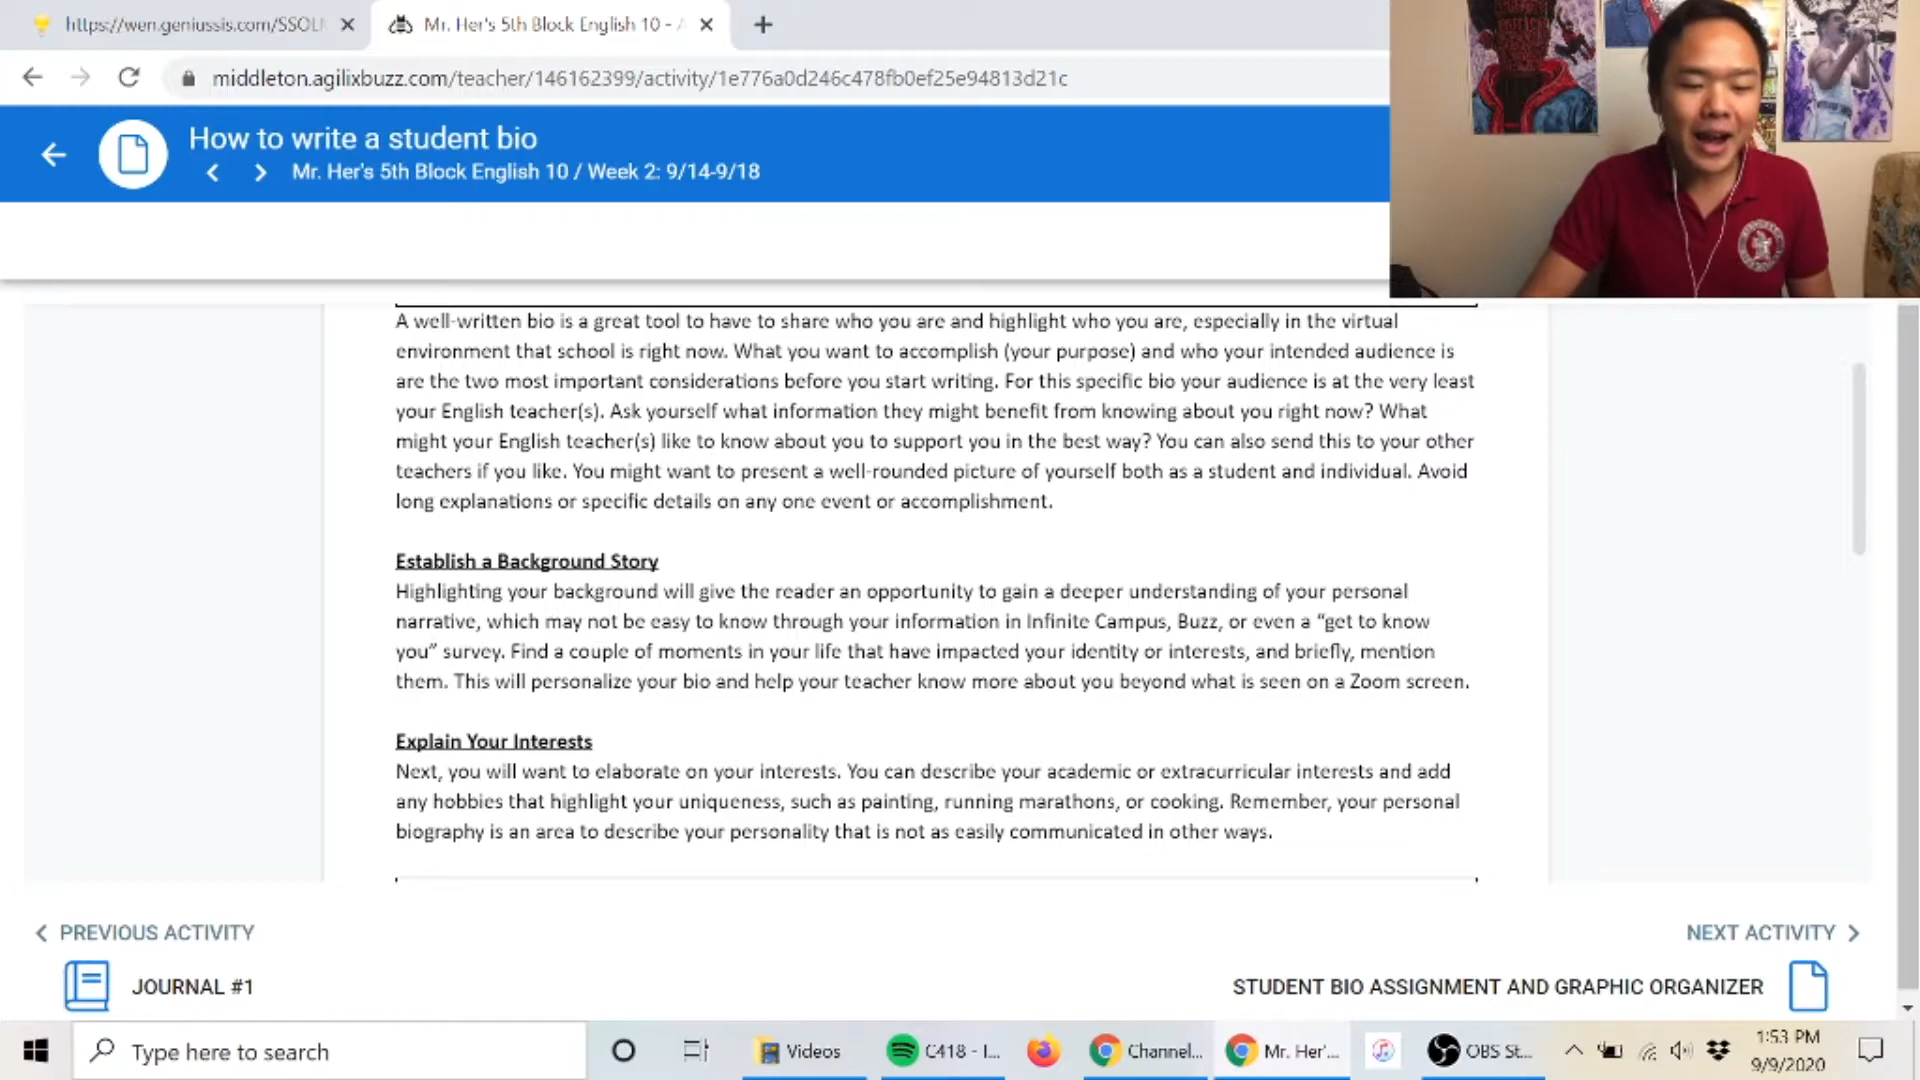 https://wen.geniussis.com/SSOLI
Mr. Her's 5th Block English 10 - A
middleton.agilixbuzz.com/teacher/146162399/activity/1e776a0d246c478fb0ef25e94813d21c
How to write a student bio
Mr. Her's 5th Block English 10 / Week 2: 9/14-9/18
A well-written bio is a great tool to have to share who you are and highlight who you are, especially in the virtual
environment that school is right now. What you want to accomplish (your purpose) and who your intended audience is
are the two most important considerations before you start writing. For this specific bio your audience is at the very least
your English teacher(s). Ask yourself what information they might benefit from knowing about you right now? What
might your English teacher(s) like to know about you to support you in the best way? You can also send this to your other
teachers if you like. You might want to present a well-rounded picture of yourself both as a student and individual. Avoid
long explanations or specific details on any one event or accomplishment.
Establish a Background Story
Highlighting your background will give the reader an opportunity to gain a deeper understanding of your personal
narrative, which may not be easy to know through your information in Infinite Campus, Buzz, or even a “get to know
you” survey. Find a couple of moments in your life that have impacted your identity or interests, and briefly, mention
them. This will personalize your bio and help your teacher know more about you beyond what is seen on a Zoom screen.
Explain Your Interests
Next, you will want to elaborate on your interests. You can describe your academic or extracurricular interests and add
any hobbies that highlight your uniqueness, such as painting, running marathons, or cooking. Remember, your personal
biography is an area to describe your personality that is not as easily communicated in other ways.
PREVIOUS ACTIVITY
NEXT ACTIVITY
JOURNAL #1
STUDENT BIO ASSIGNMENT AND GRAPHIC ORGANIZER
Type here to search
Videos
C418 - I...
Channel...
Mr. Her'...
OBS St...
1:53 PM
9/9/2020